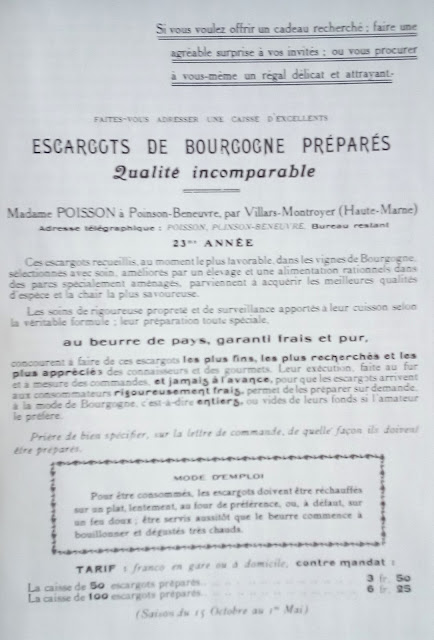 Si vous voulez offrir un cadeau recherché ; faire une
agréable surprise à vos invités ; ou vous procurer
à vous-même un régal délicat et attrayant-
FAITES-VOUS ADRESSER UNE CAISSE D'EXCELLENTS
ESCARGOTS DE BOURGOGNE PRÉPARÉS
Qualité incomparable
Madame POISSON à Poinson-Beneuvre, par Villars-Montroyer (Haute-Marne)
Adresse télégraphique : POISSON, PLINSON-BENEUVRE, Bureau restant
23me ANNÉE
Ces escargots recueillis, au moment le plus favorable, dans les vignes de Bourgogne,
sélectionnés avec soin, améliorés par un élevage et une alimentation rationnels dans
des parcs spécialement aménagés, parviennent à acquérir les meilleures qualités
d'espèce et la chair la plus savoureuse.
Les soins de rigoureuse propreté et de surveillance apportés à leur cuisson selon
la véritable formule ; leur préparation toute spéciale,
au beurre de pays, garanti frais et pur,
concourent à faire de ces escargots les plus fins, les plus recherchés et les
plus appréciés des connaisseurs et des gourmets. Leur exécution, faite au fur
et à mesure des commandes, et jamais à l'avance, pour que les escargots arrivent
aux consommateurs rigoureusement frais, permet de les préparer sur demande,
à la mode de Bourgogne, c'est-à-dire entiers, ou vidés de leurs fonds si l'amateur
le préfère.
Prière de bien spécifier, sur la lettre de commande, de quelle façon ils doivent
être préparés.
MODE D'EMPLOI
Pour être consommés, les escargots doivent être réchauffés
sur un plat, lentement, au four de préférence, ou, à défaut, sur
un feu doux ; être servis aussitôt que le beurre commence à
bouillonner et dégustés très chauds.
TARIF : franco en gare ou à domicile, contre mandat :
La caisse de 50 escargots préparés.. 3 fr. 50
La caisse de 100 escargots préparés.. 6 fr. 25
(Saison du 15 Octobre au 1er Mai)